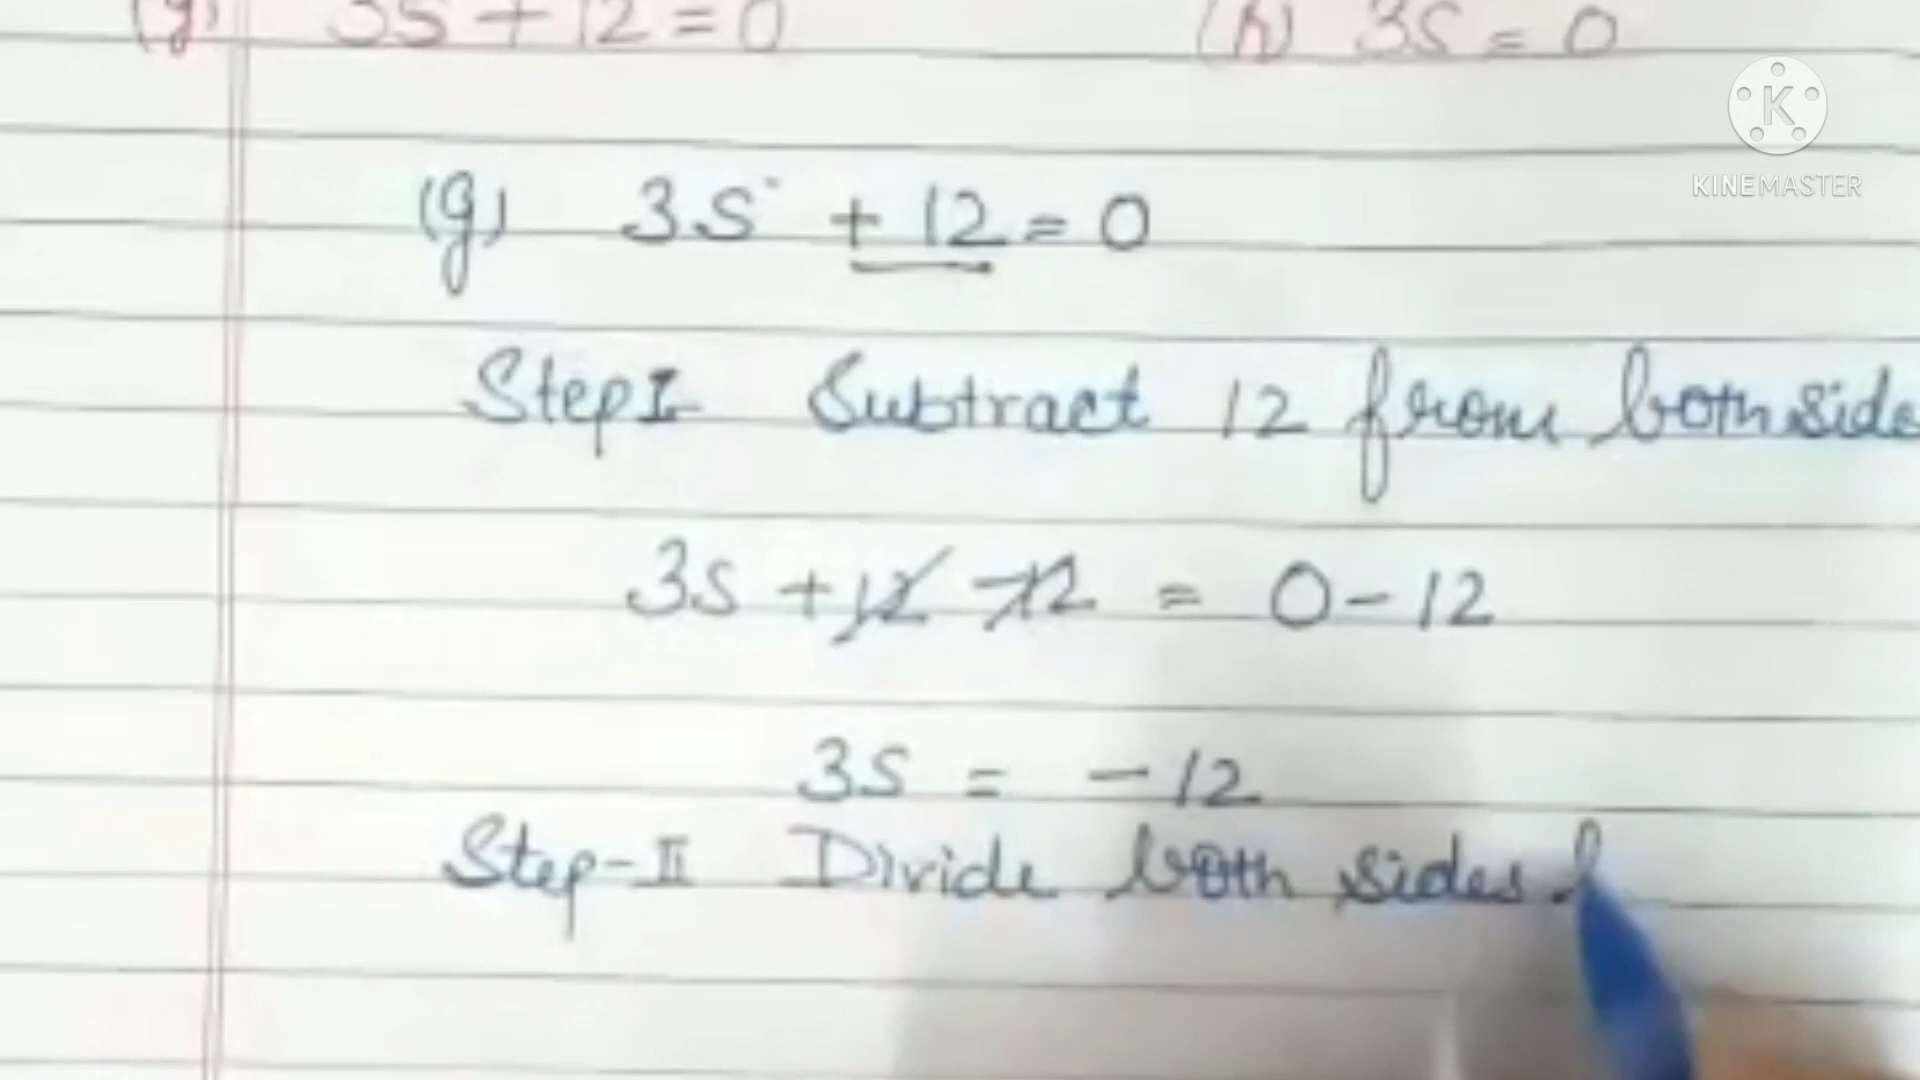 (g) 3S + 12 = 0 (h) 3S = 0
KINEMASTER
(g) 3S + 12 = 0
Step I Subtract 12 from both side
3S + 12 - 12 = 0 - 12
3S = - 12
Step-II Divide both sides